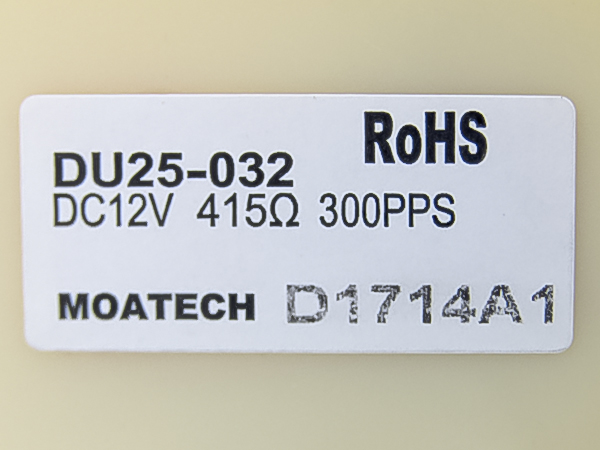 RoHS
DU25-032
DC12V 415Ω 300PPS
MOATECH D1714A1